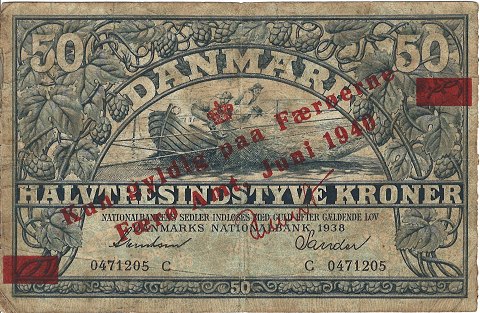 50 50
DANMARK
Kun gyldig paa Færøerne
Færø Amt, Juni 1940
HALVTRESINDSTYVE KRONER
NATIONALBANKENS SEDLER INDLØSES MED GULD EFTER GÆLDENDE LOV
DANMARKS NATIONALBANK, 1938
0471205 C C 0471205
50